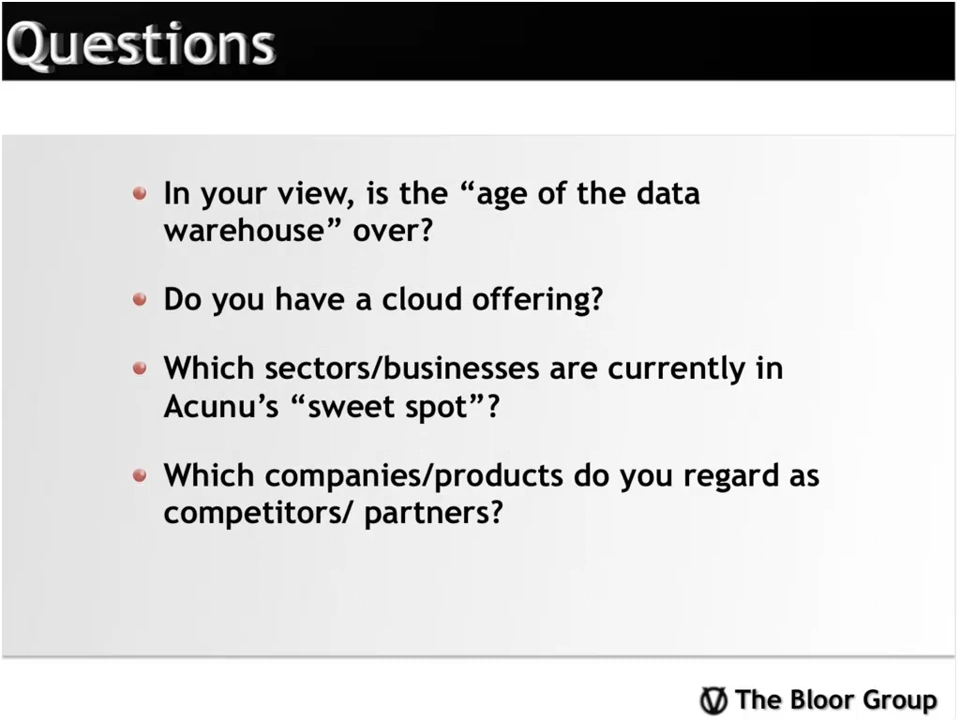 Questions
In your view, is the “age of the data
warehouse” over?
Do you have a cloud offering?
Which sectors/businesses are currently in
Acunu’s “sweet spot”?
Which companies/products do you regard as
competitors/ partners?
The Bloor Group